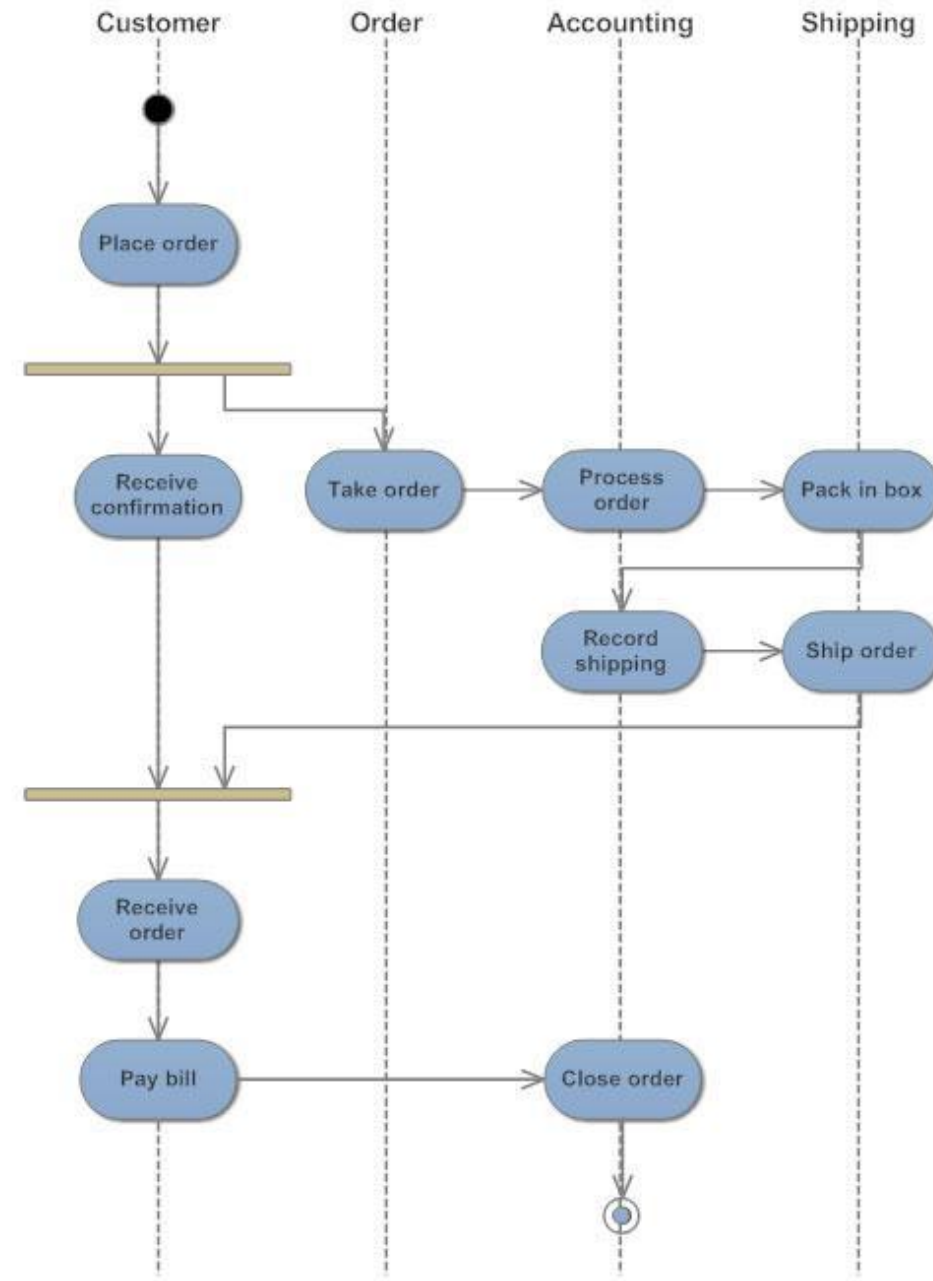 Customer Order Accounting Shipping
Place order
Receive
confirmation
Take order
Process
order
Pack in box
Record
shipping
Ship order
Receive
order
Pay bill
Close order